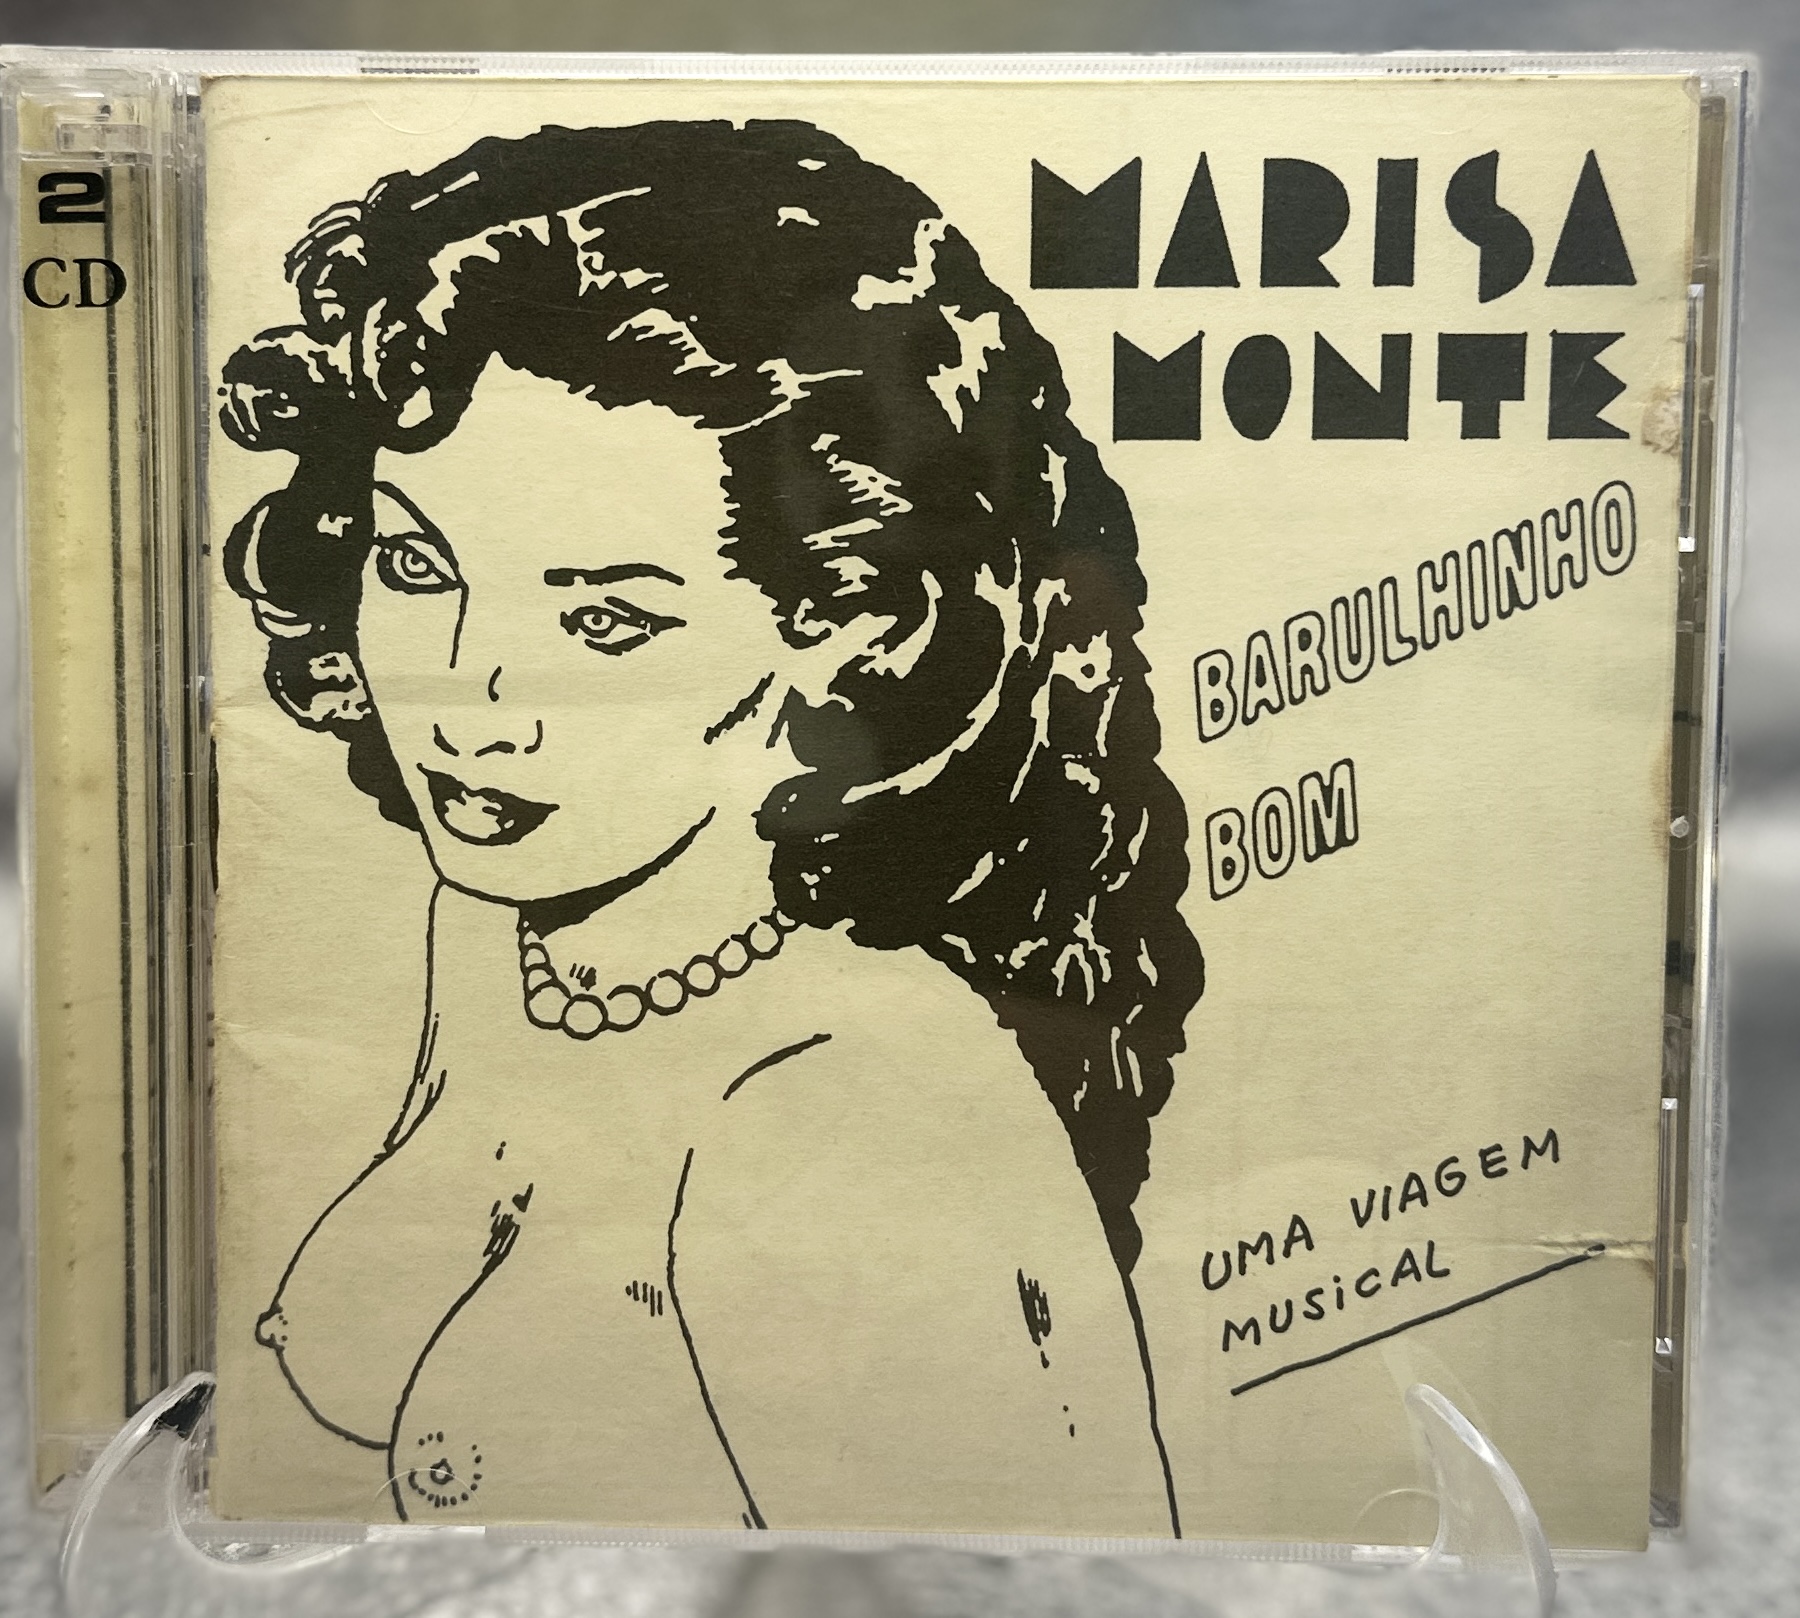 2
CD
MARISA
MONTE
BARULHINHO
BOM
UMA VIAGEM
MUSiCAL